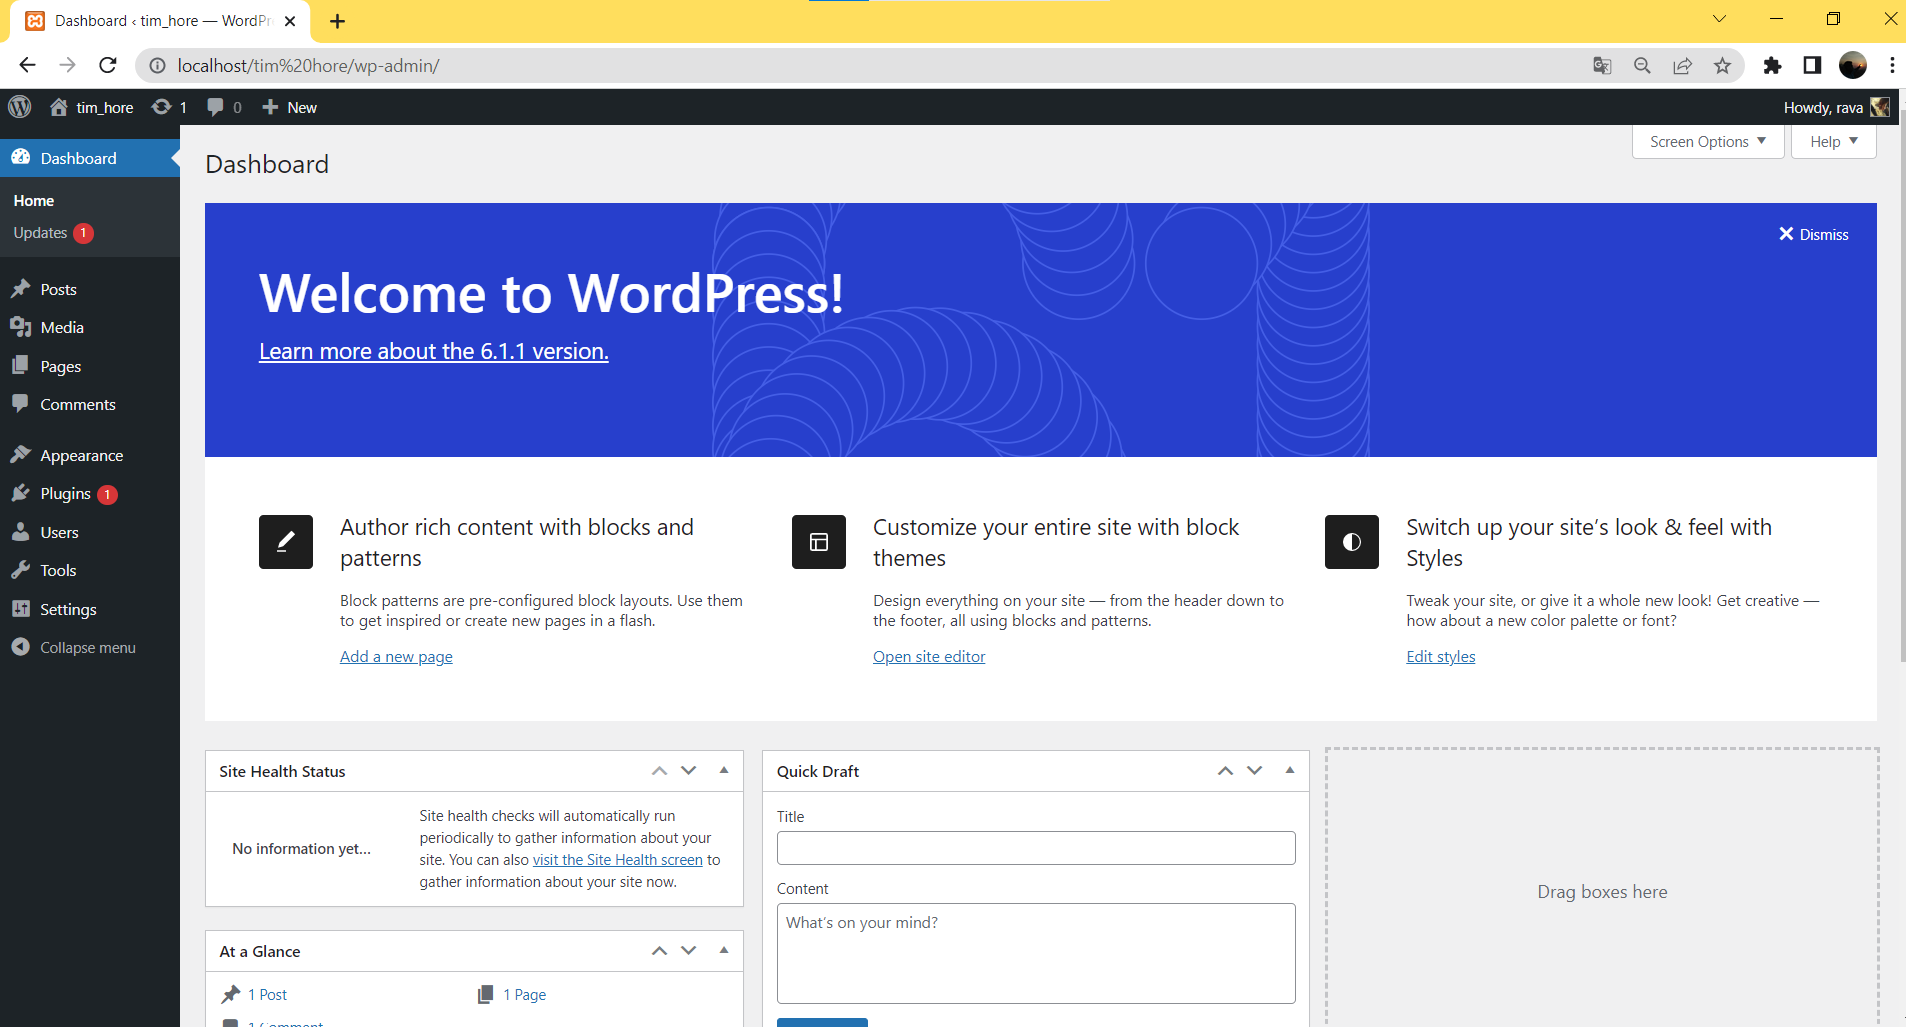 Dashboard ‹ tim_hore — WordPr
localhost/tim%20hore/wp-admin/
tim_hore 1 0 New
Howdy, rava
Dashboard
Home
Updates 1
Posts
Media
Pages
Comments
Appearance
Plugins 1
Users
Tools
Settings
Collapse menu
Dashboard
Screen Options
Help
Dismiss
Welcome to WordPress!
Learn more about the 6.1.1 version.
Author rich content with blocks and
patterns
Block patterns are pre-configured block layouts. Use them
to get inspired or create new pages in a flash.
Add a new page
Customize your entire site with block
themes
Design everything on your site — from the header down to
the footer, all using blocks and patterns.
Open site editor
Switch up your site’s look & feel with
Styles
Tweak your site, or give it a whole new look! Get creative —
how about a new color palette or font?
Edit styles
Site Health Status
No information yet...
Site health checks will automatically run
periodically to gather information about your
site. You can also visit the Site Health screen to
gather information about your site now.
At a Glance
1 Post
1 Page
1 Comment
Quick Draft
Title
Content
What’s on your mind?
Drag boxes here